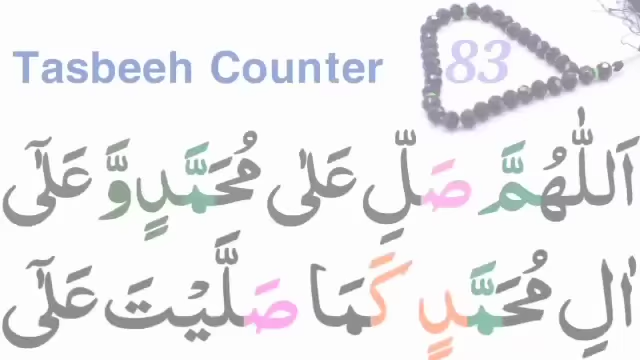 Tasbeeh Counter 83
اَللّٰهُمَّ صَلِّ عَلٰى مُحَمَّدٍ وَّ عَلٰٓى
اٰلِ مُحَمَّدٍ كَمَا صَلَّيْتَ عَلٰٓى